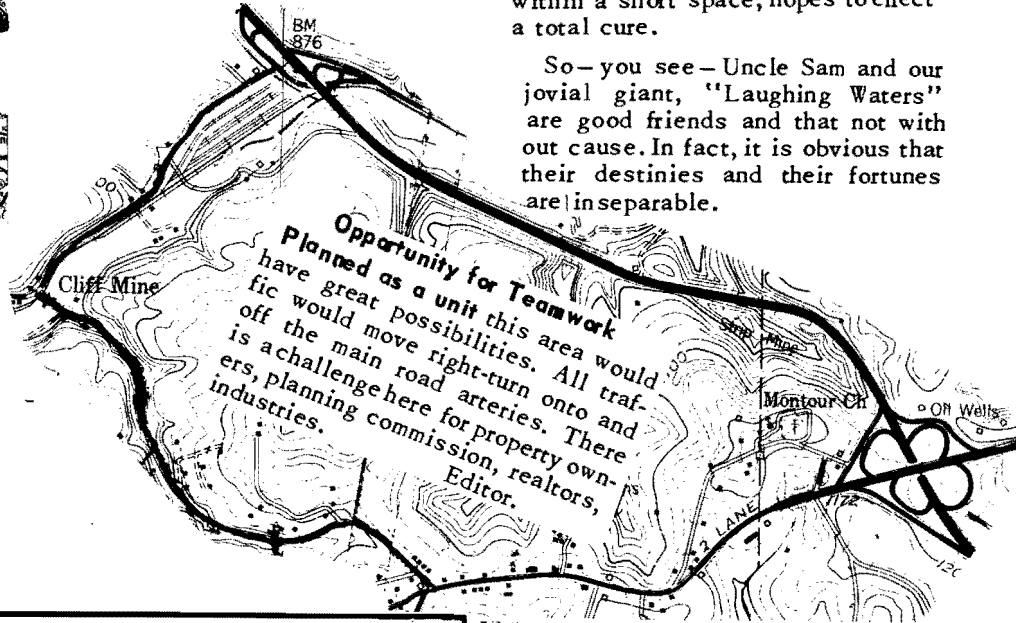 within a short space, hopes to effect
a total cure.
So— you see — Uncle Sam and our
jovial giant, "Laughing Waters"
are good friends and that not with
out cause. In fact, it is obvious that
their destinies and their fortunes
are inseparable.
BM
876
Cliff Mine
Opportunity for Teamwork
Planned as a unit this area would
have great possibilities. All traf-
fic would move right-turn onto and
off the main road arteries. There
is a challenge here for property own-
ers, planning commission, realtors,
industries.
Editor.
Strip Mine
Montour Ch
Oil Wells
2 LANE
1172